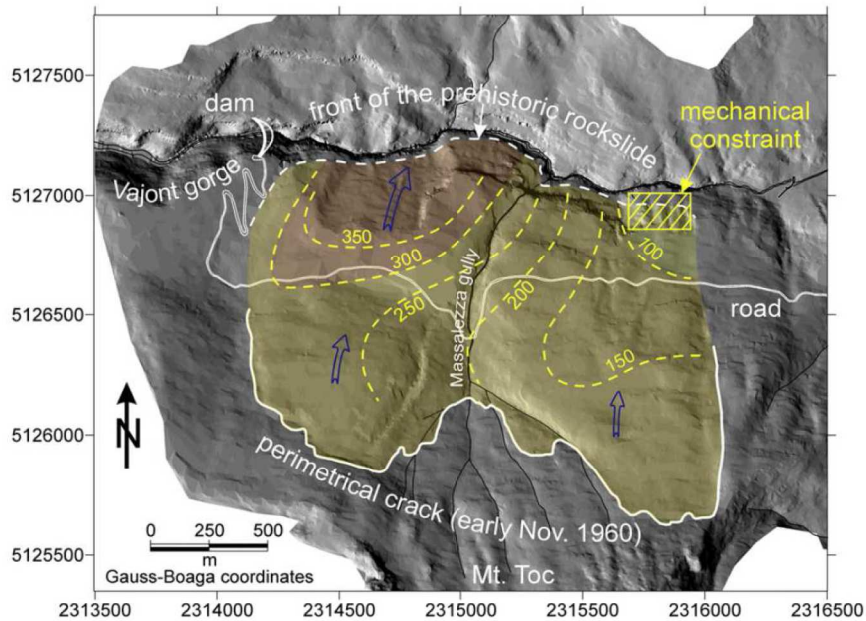 5127500
5127000
5126500
5126000
5125500
dam
front of the prehistoric rockslide
mechanical
constraint
Vajont gorge
350
300
250
200
150
100
Massalezza gully
road
N
perimetrical crack (early Nov. 1960)
0 250 500
m
Gauss-Boaga coordinates
Mt. Toc
2313500 2314000 2314500 2315000 2315500 2316000 2316500